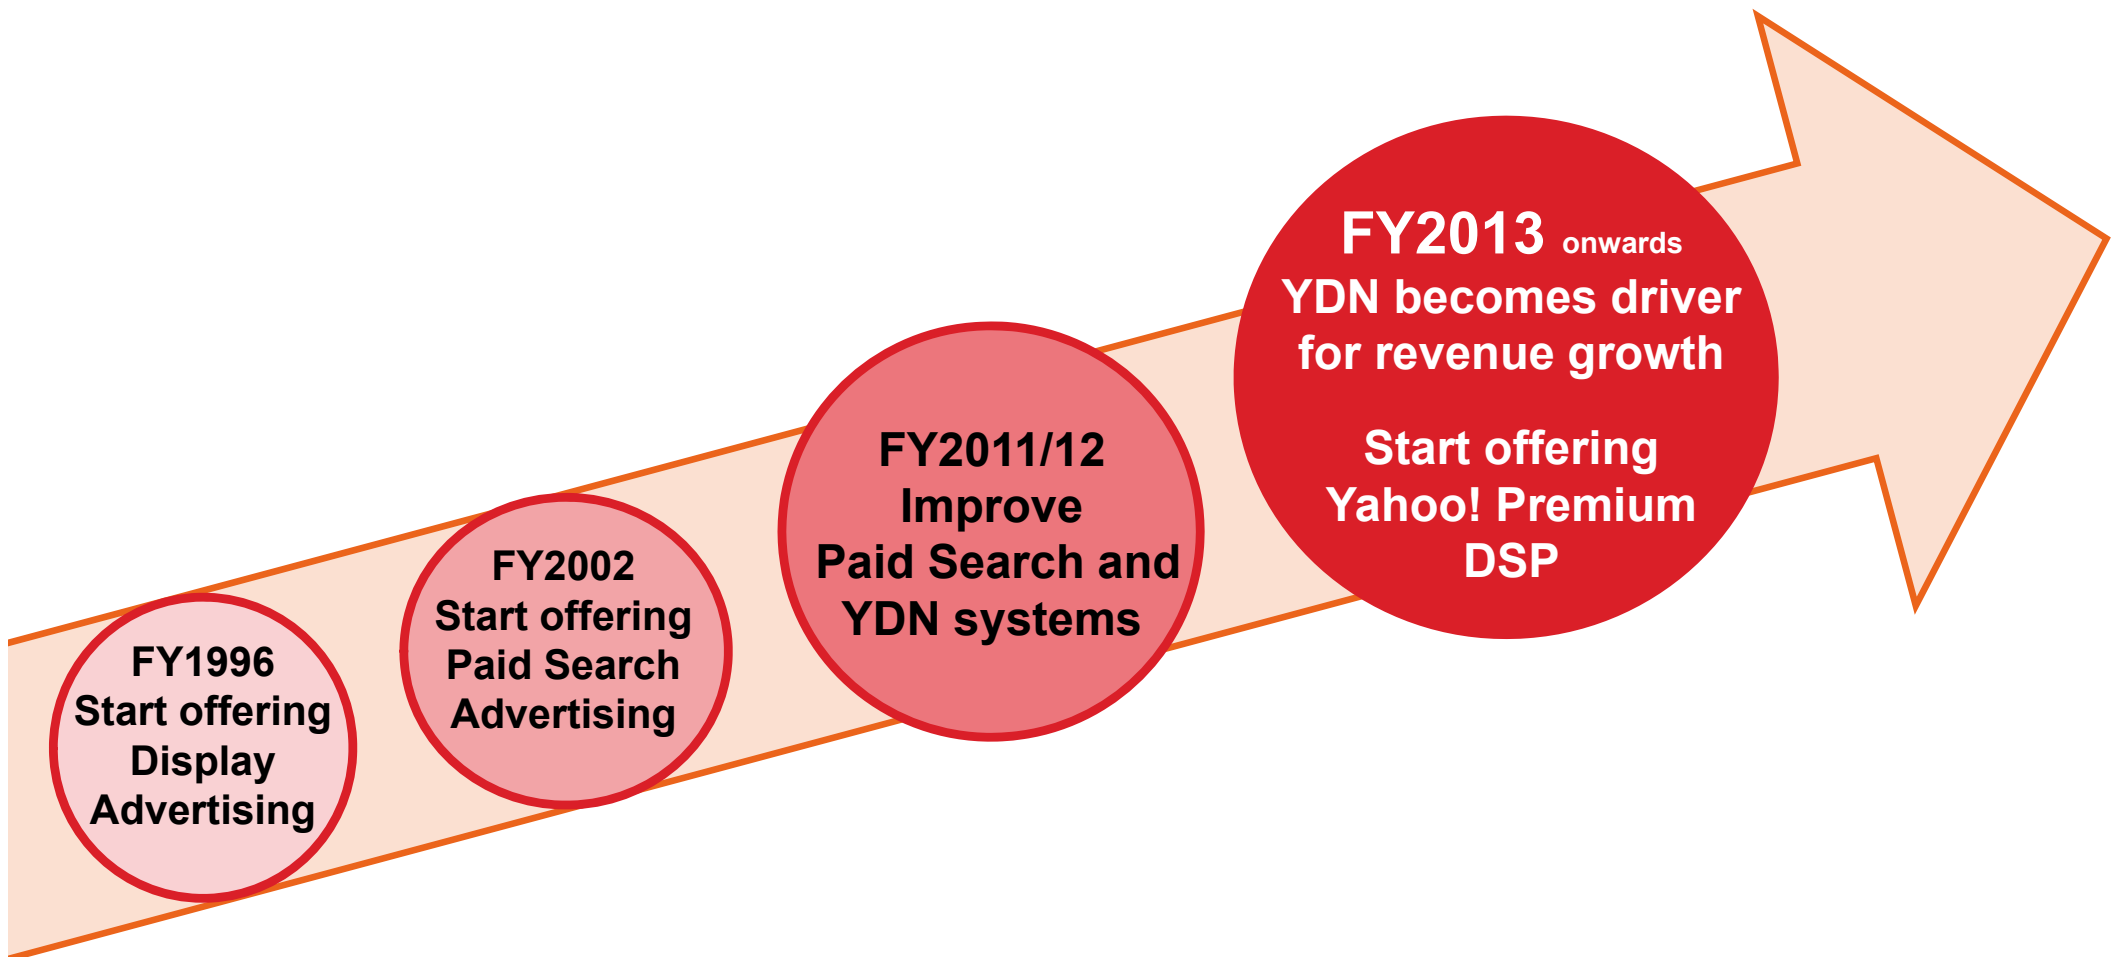 FY1996
Start offering
Display
Advertising
FY2002
Start offering
Paid Search
Advertising
FY2011/12
Improve
Paid Search and
YDN systems
FY2013 onwards
YDN becomes driver
for revenue growth
Start offering
Yahoo! Premium
DSP